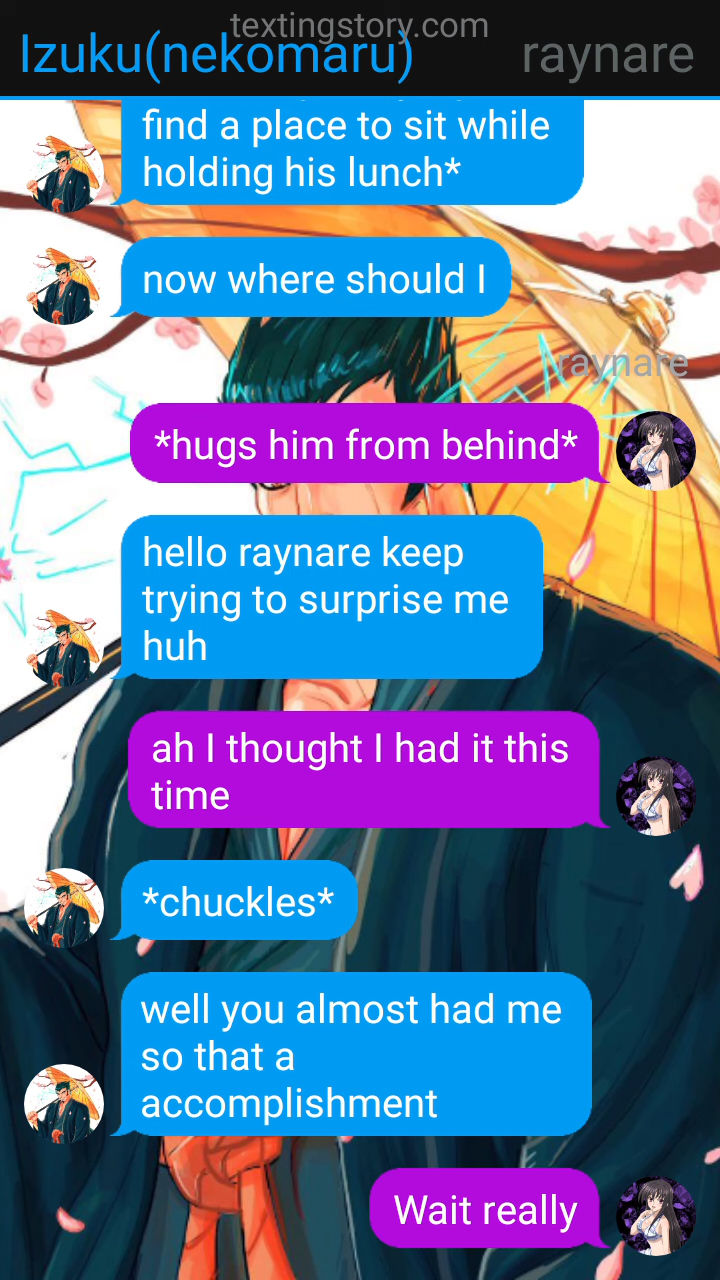 textingstory.com
Izuku(nekomaru)
raynare
find a place to sit while
holding his lunch*
now where should I
raynare
*hugs him from behind*
hello raynare keep
trying to surprise me
huh
ah I thought I had it this
time
*chuckles*
well you almost had me
so that a
accomplishment
Wait really